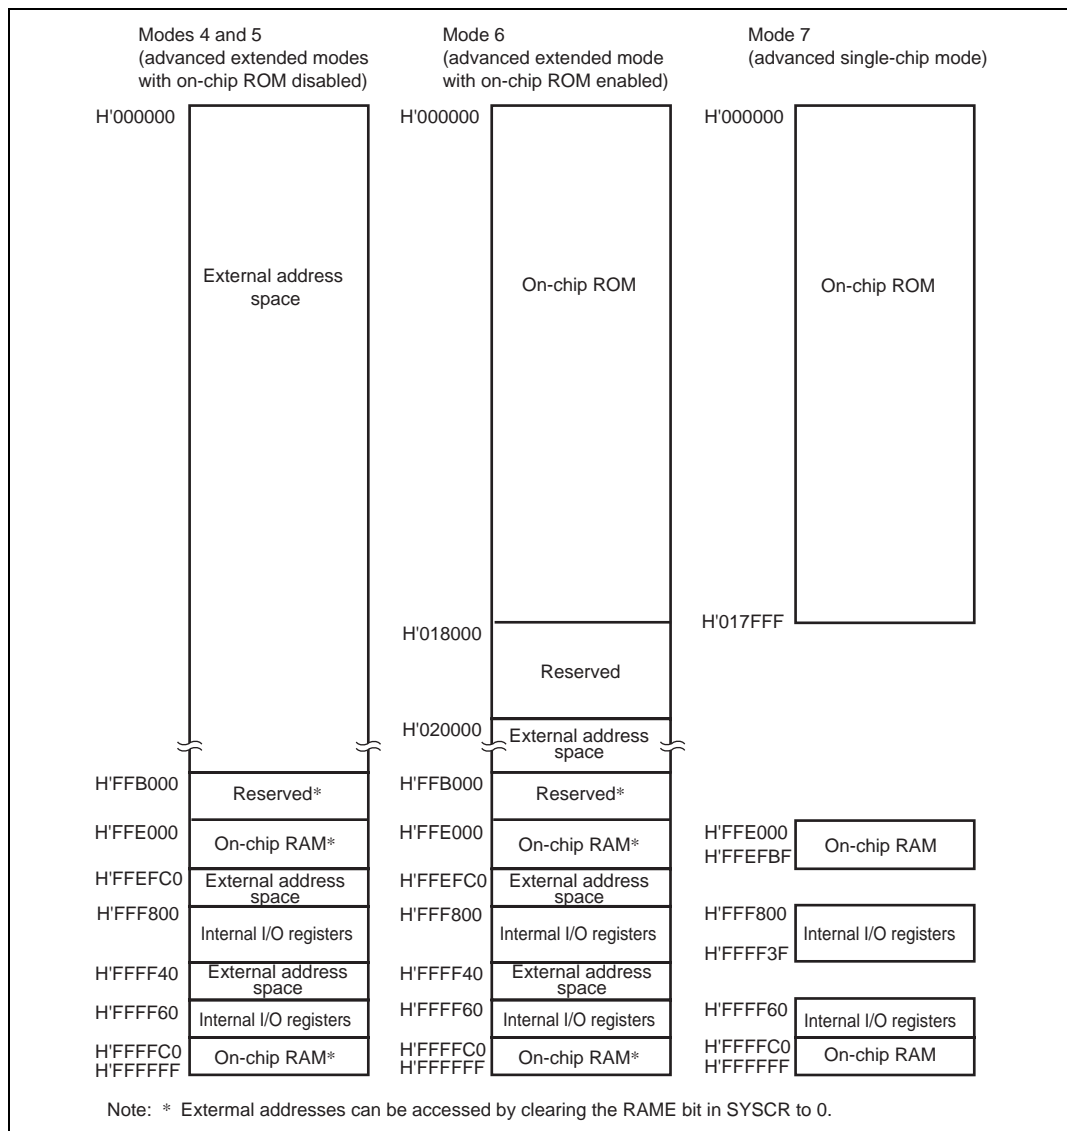 Modes 4 and 5
(advanced extended modes
with on-chip ROM disabled)
H'000000
External address
space
H'FFB000
Reserved*
H'FFE000
On-chip RAM*
H'FFEFC0
External address
space
H'FFF800
Internal I/O registers
H'FFFF40
External address
space
H'FFFF60
Internal I/O registers
H'FFFFC0
On-chip RAM*
H'FFFFFF
Mode 6
(advanced extended mode
with on-chip ROM enabled)
H'000000
On-chip ROM
H'018000
Reserved
H'020000
External address
space
H'FFB000
Reserved*
H'FFE000
On-chip RAM*
H'FFEFC0
External address
space
H'FFF800
Intermal I/O registers
H'FFFF40
External address
space
H'FFFF60
Internal I/O registers
H'FFFFC0
On-chip RAM*
H'FFFFFF
Mode 7
(advanced single-chip mode)
H'000000
On-chip ROM
H'017FFF
H'FFE000
On-chip RAM
H'FFEFBF
H'FFF800
Internal I/O registers
H'FFFF3F
H'FFFF60
Internal I/O registers
H'FFFFC0
On-chip RAM
H'FFFFFF
Note: * Extermal addresses can be accessed by clearing the RAME bit in SYSCR to 0.